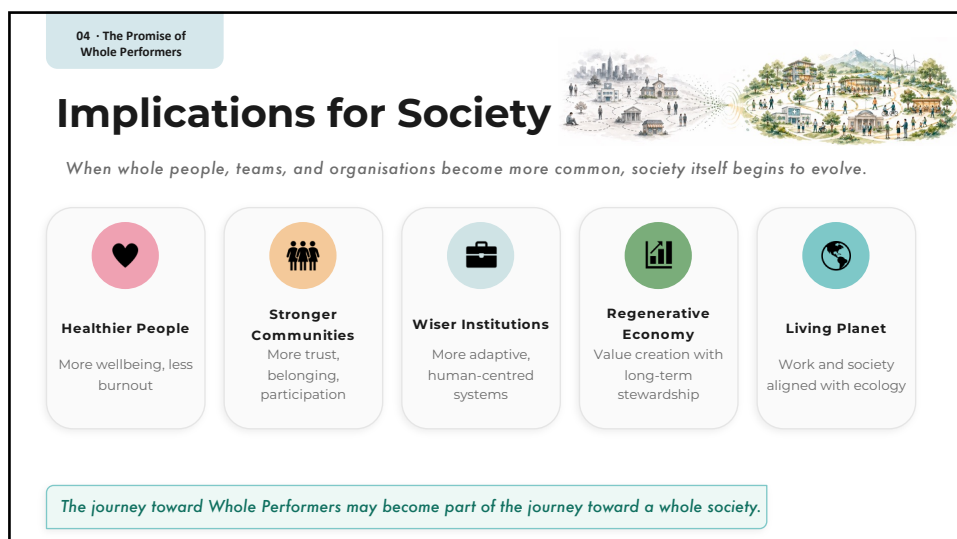 04 · The Promise of
Whole Performers
Implications for Society
When whole people, teams, and organisations become more common, society itself begins to evolve.
Healthier People
More wellbeing, less
burnout
Stronger
Communities
More trust,
belonging,
participation
Wiser Institutions
More adaptive,
human-centred
systems
Regenerative
Economy
Value creation with
long-term
stewardship
Living Planet
Work and society
aligned with ecology
The journey toward Whole Performers may become part of the journey toward a whole society.